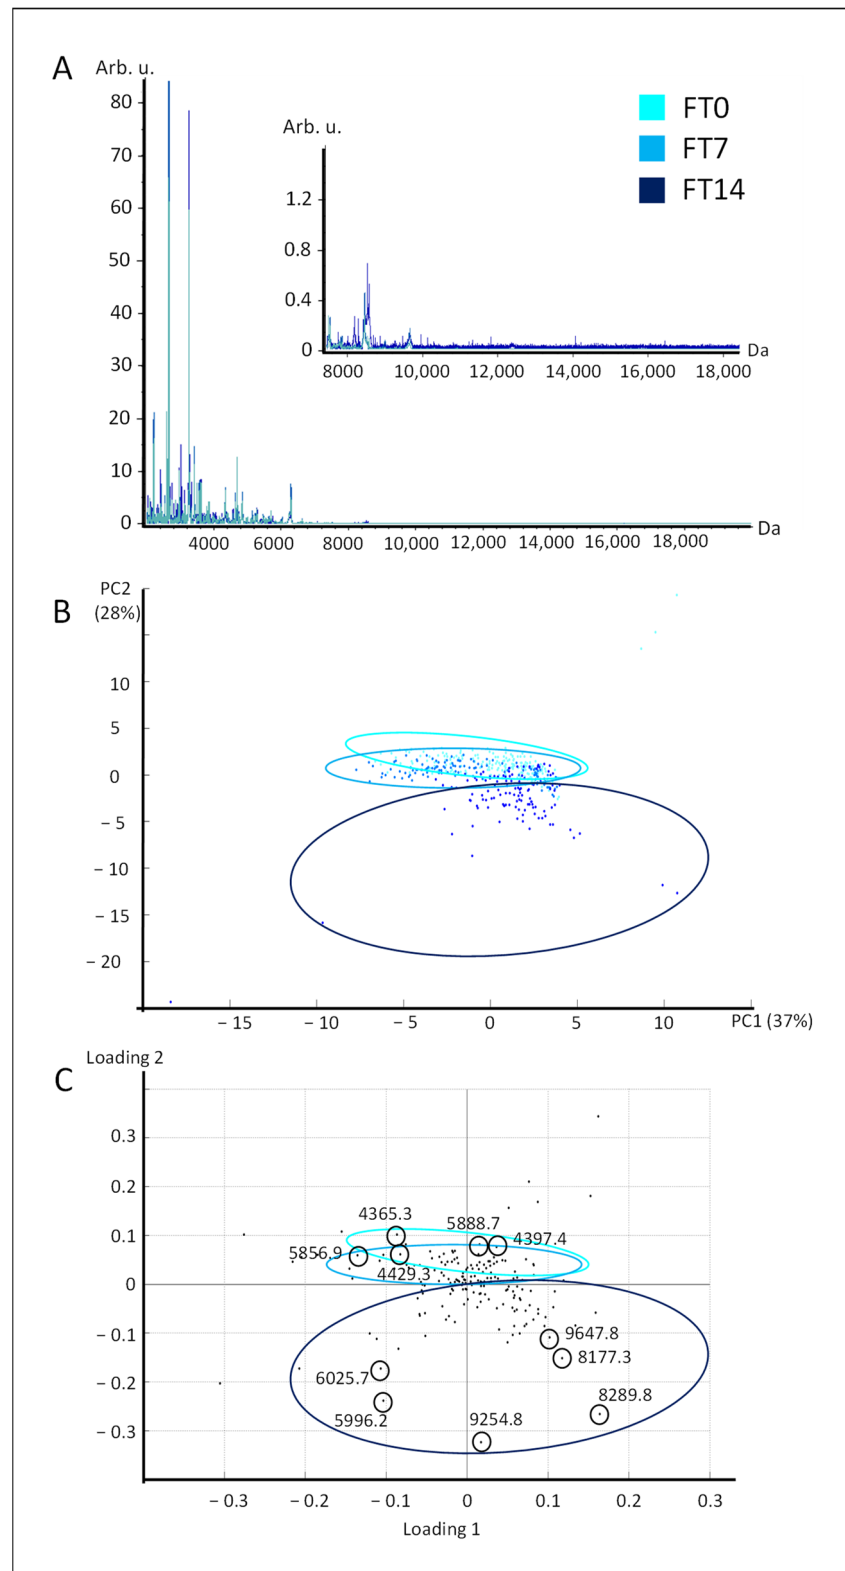 A
Arb. u.
80
70
60
50
40
30
20
10
0
4000 6000 8000 10,000 12,000 14,000 16,000 18,000
Da
Arb. u.
1.2
0.8
0.4
0
8000 10,000 12,000 14,000 16,000 18,000
Da
FT0
FT7
FT14
B
PC2
(28%)
10
5
0
– 5
– 10
– 15
– 20
– 15 – 10 – 5 0 5 10
PC1 (37%)
C
Loading 2
0.3
0.2
0.1
0
– 0.1
– 0.2
– 0.3
4365.3
5888.7
4397.4
5856.9
4429.3
9647.8
8177.3
6025.7
8289.8
5996.2
9254.8
– 0.3 – 0.2 – 0.1 0 0.1 0.2 0.3
Loading 1